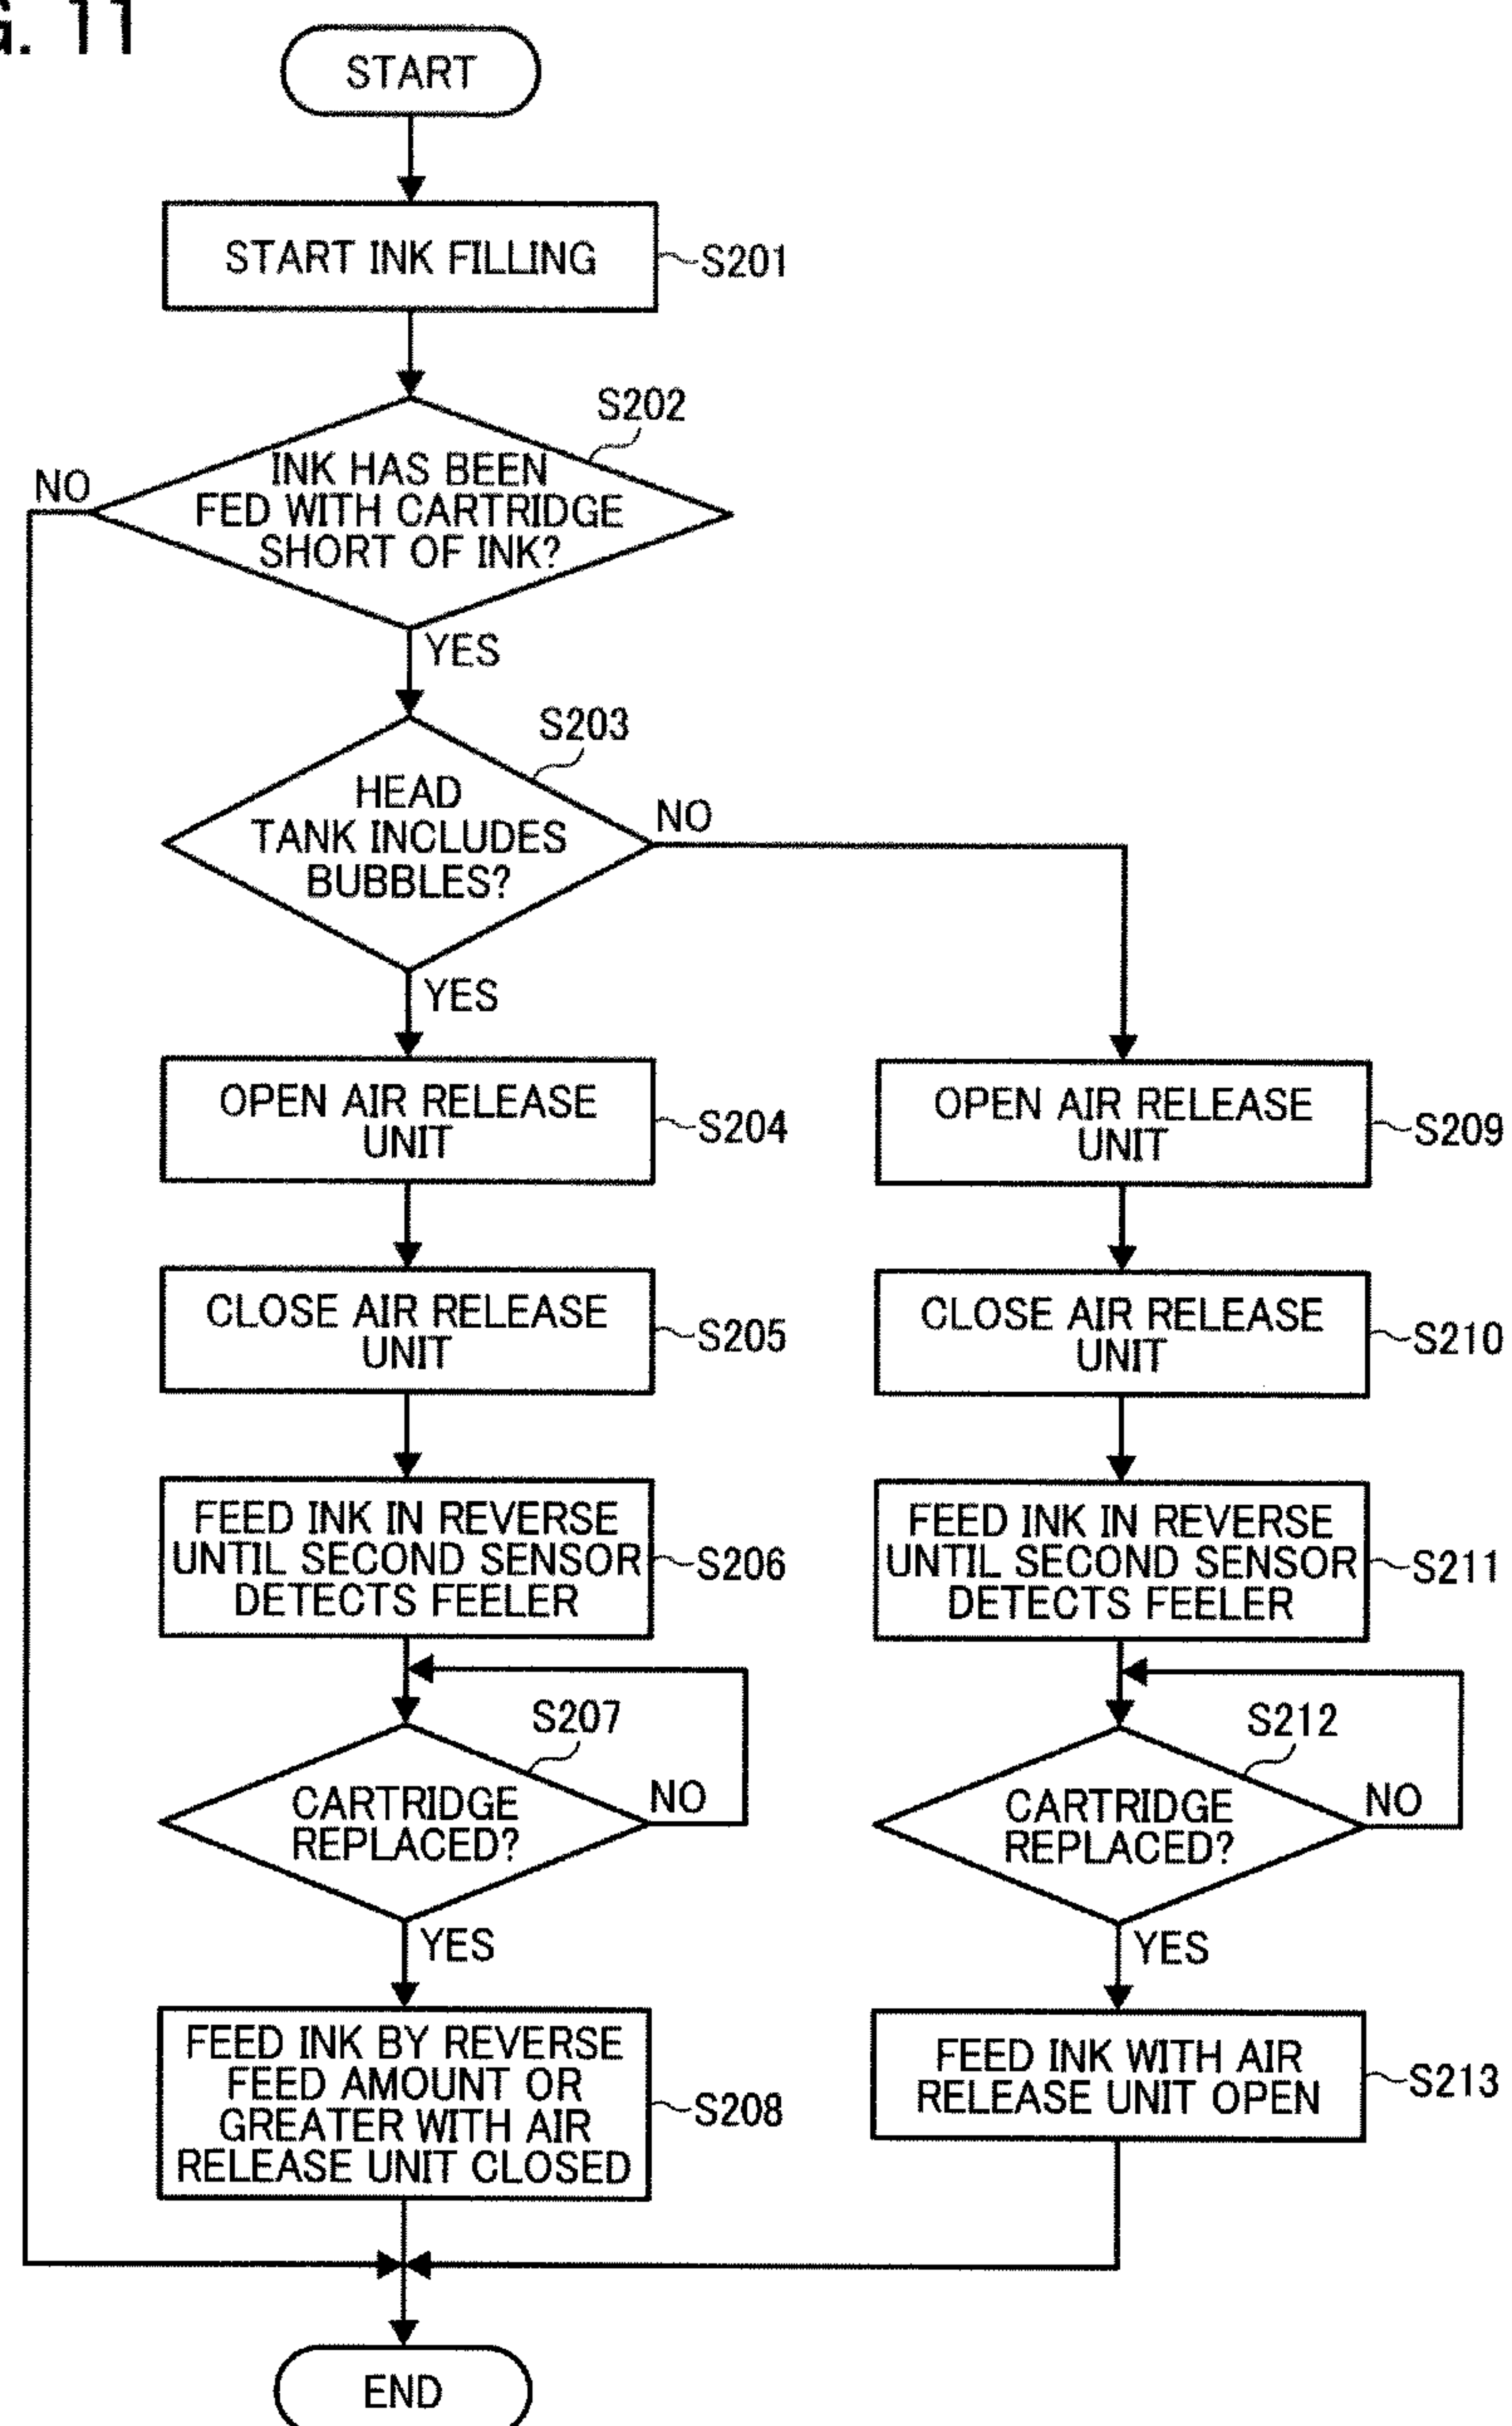 G. 11
START
START INK FILLING
S201
S202
INK HAS BEEN
FED WITH CARTRIDGE
SHORT OF INK?
NO
YES
S203
HEAD
TANK INCLUDES
BUBBLES?
NO
YES
OPEN AIR RELEASE
UNIT
S204
CLOSE AIR RELEASE
UNIT
S205
FEED INK IN REVERSE
UNTIL SECOND SENSOR
DETECTS FEELER
S206
S207
CARTRIDGE
REPLACED?
NO
YES
FEED INK BY REVERSE
FEED AMOUNT OR
GREATER WITH AIR
RELEASE UNIT CLOSED
S208
OPEN AIR RELEASE
UNIT
S209
CLOSE AIR RELEASE
UNIT
S210
FEED INK IN REVERSE
UNTIL SECOND SENSOR
DETECTS FEELER
S211
S212
CARTRIDGE
REPLACED?
NO
YES
FEED INK WITH AIR
RELEASE UNIT OPEN
S213
END